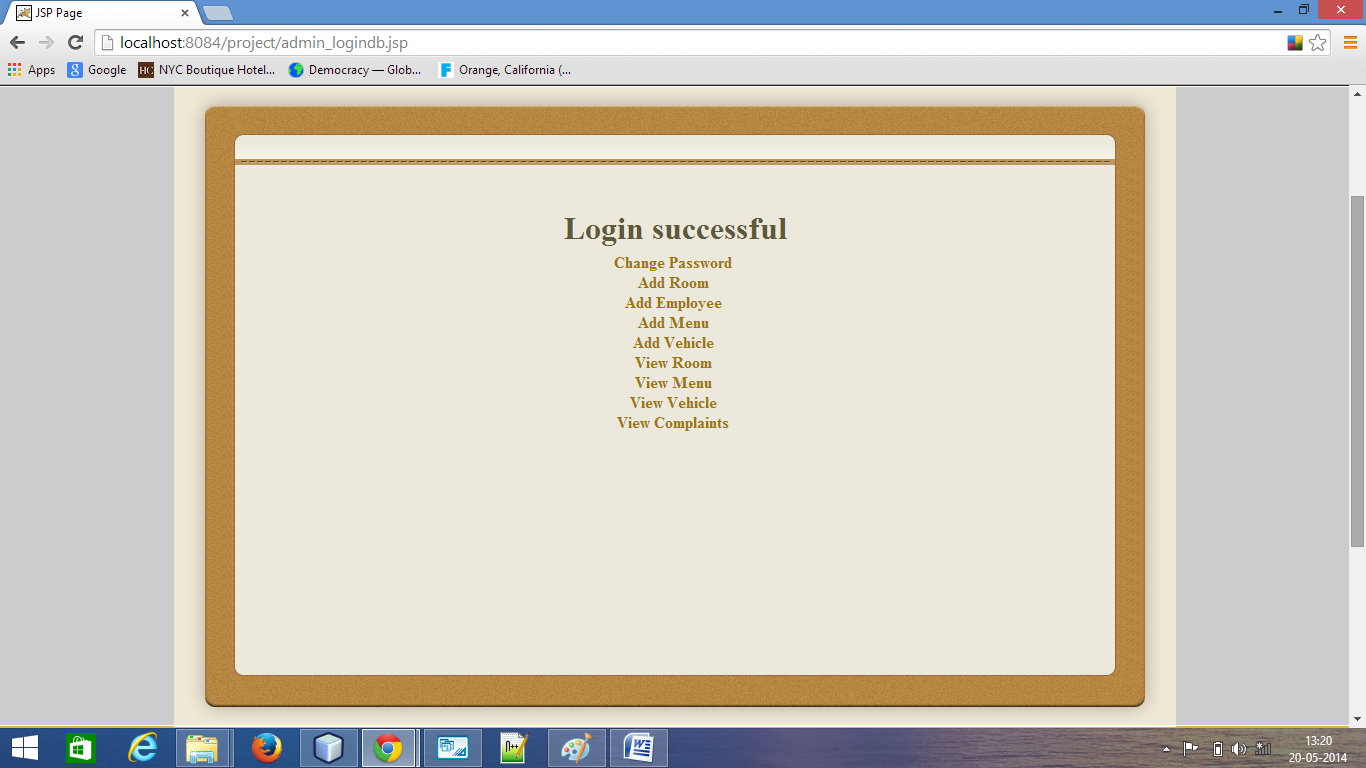 JSP Page
localhost:8084/project/admin_logindb.jsp
Apps Google HC NYC Boutique Hotel... Democracy — Glob... F Orange, California (...
Login successful
Change Password
Add Room
Add Employee
Add Menu
Add Vehicle
View Room
View Menu
View Vehicle
View Complaints
13:20
20-05-2014